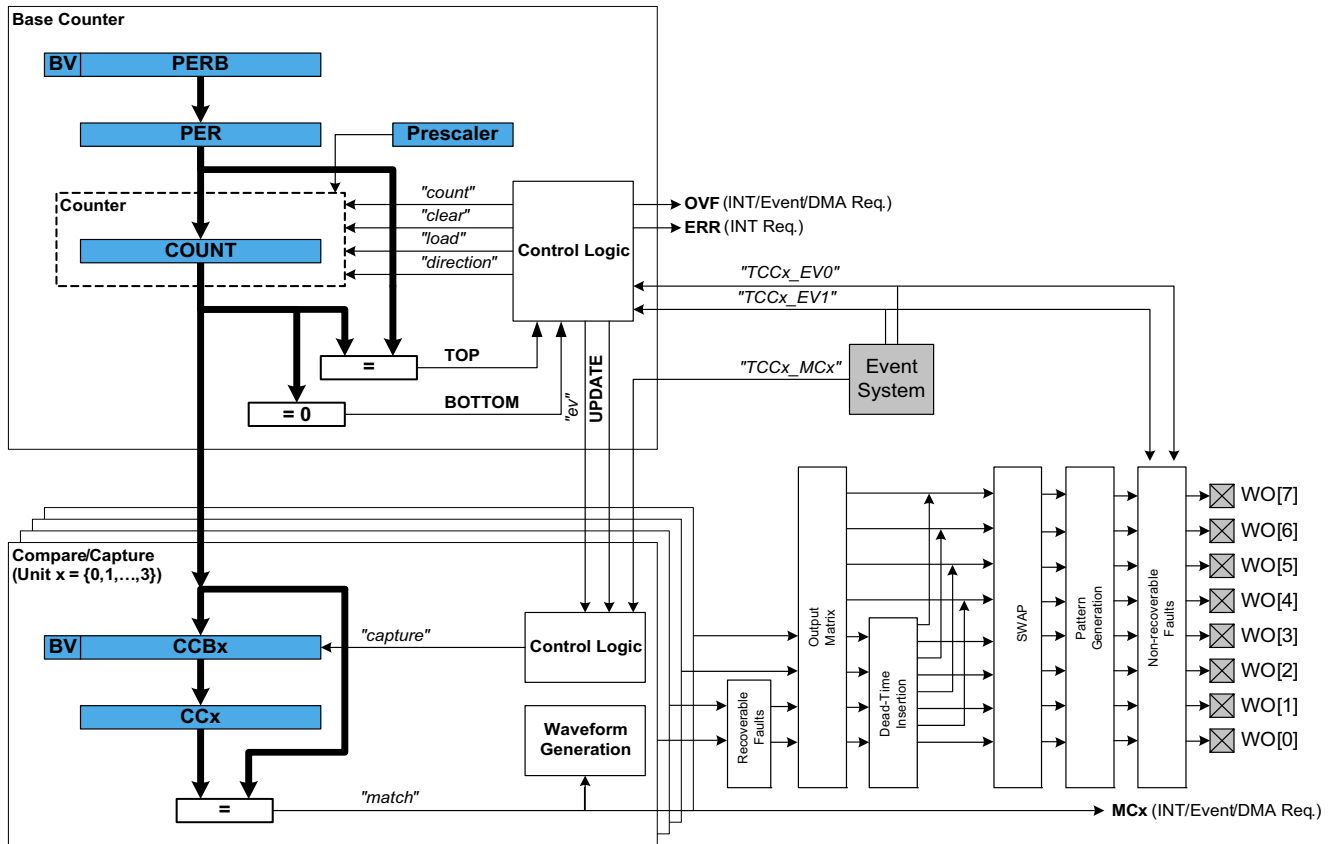 Base Counter
BV PERB
PER
Prescaler
Counter
COUNT
"count"
"clear"
"load"
"direction"
Control Logic
OVF (INT/Event/DMA Req.)
ERR (INT Req.)
"TCCx_EV0"
"TCCx_EV1"
"TCCx_MCx"
Event
System
=
TOP
= 0
BOTTOM
"ev"
UPDATE
Compare/Capture
(Unit x = {0,1,…,3})
BV CCBx
"capture"
Control Logic
CCx
Waveform
Generation
=
"match"
MCx (INT/Event/DMA Req.)
Recoverable
Faults
Output
Matrix
Dead-Time
Insertion
SWAP
Pattern
Generation
Non-recoverable
Faults
WO[7]
WO[6]
WO[5]
WO[4]
WO[3]
WO[2]
WO[1]
WO[0]